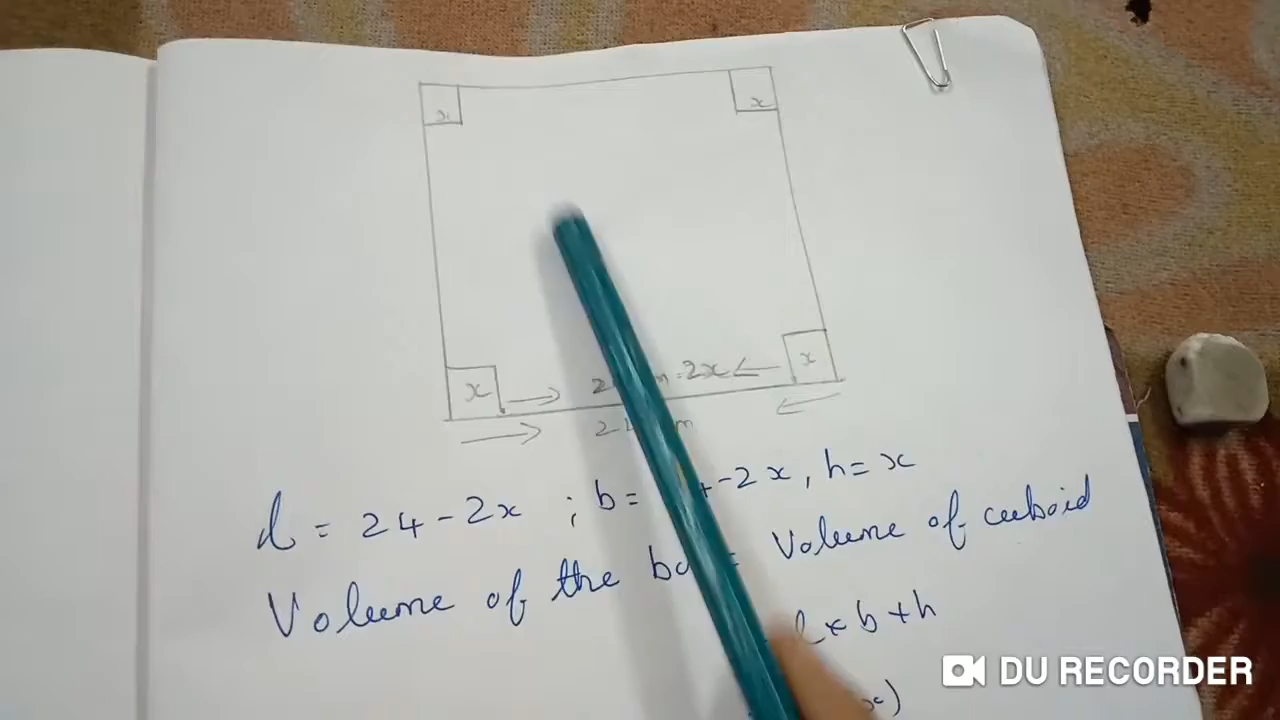 x x
x
x
2x
l = 24-2x ; b= -2x, h=x
Volume of the Volume of cuboid
l × b + h
x)
DU RECORDER